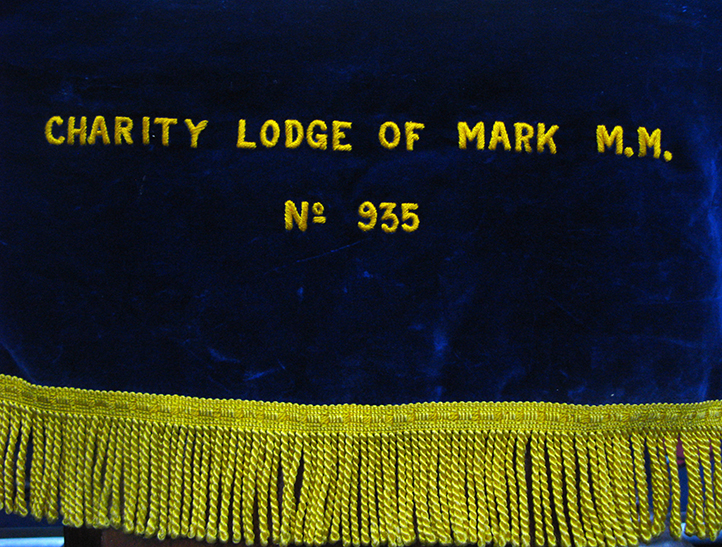 CHARITY LODGE OF MARK M.M.
Nº 935